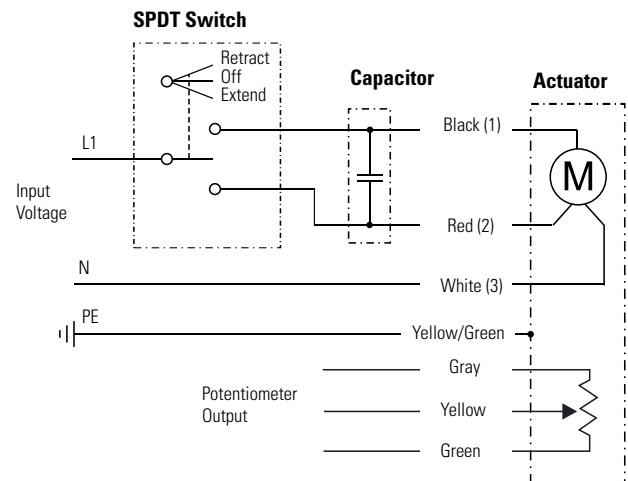 SPDT Switch
Retract
Off
Extend
Capacitor
Actuator
L1
Black (1)
M
Input
Voltage
Red (2)
N
White (3)
PE
Yellow/Green
Gray
Potentiometer
Output
Yellow
Green